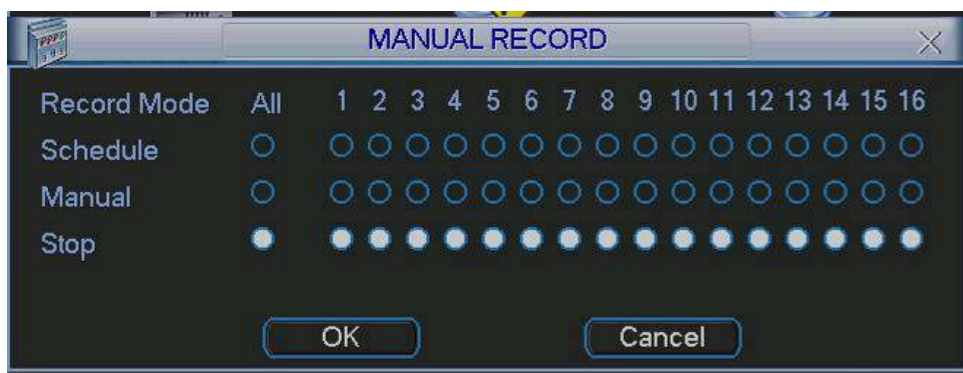 MANUAL RECORD
Record Mode All 1 2 3 4 5 6 7 8 9 10 11 12 13 14 15 16
Schedule
Manual
Stop
OK Cancel